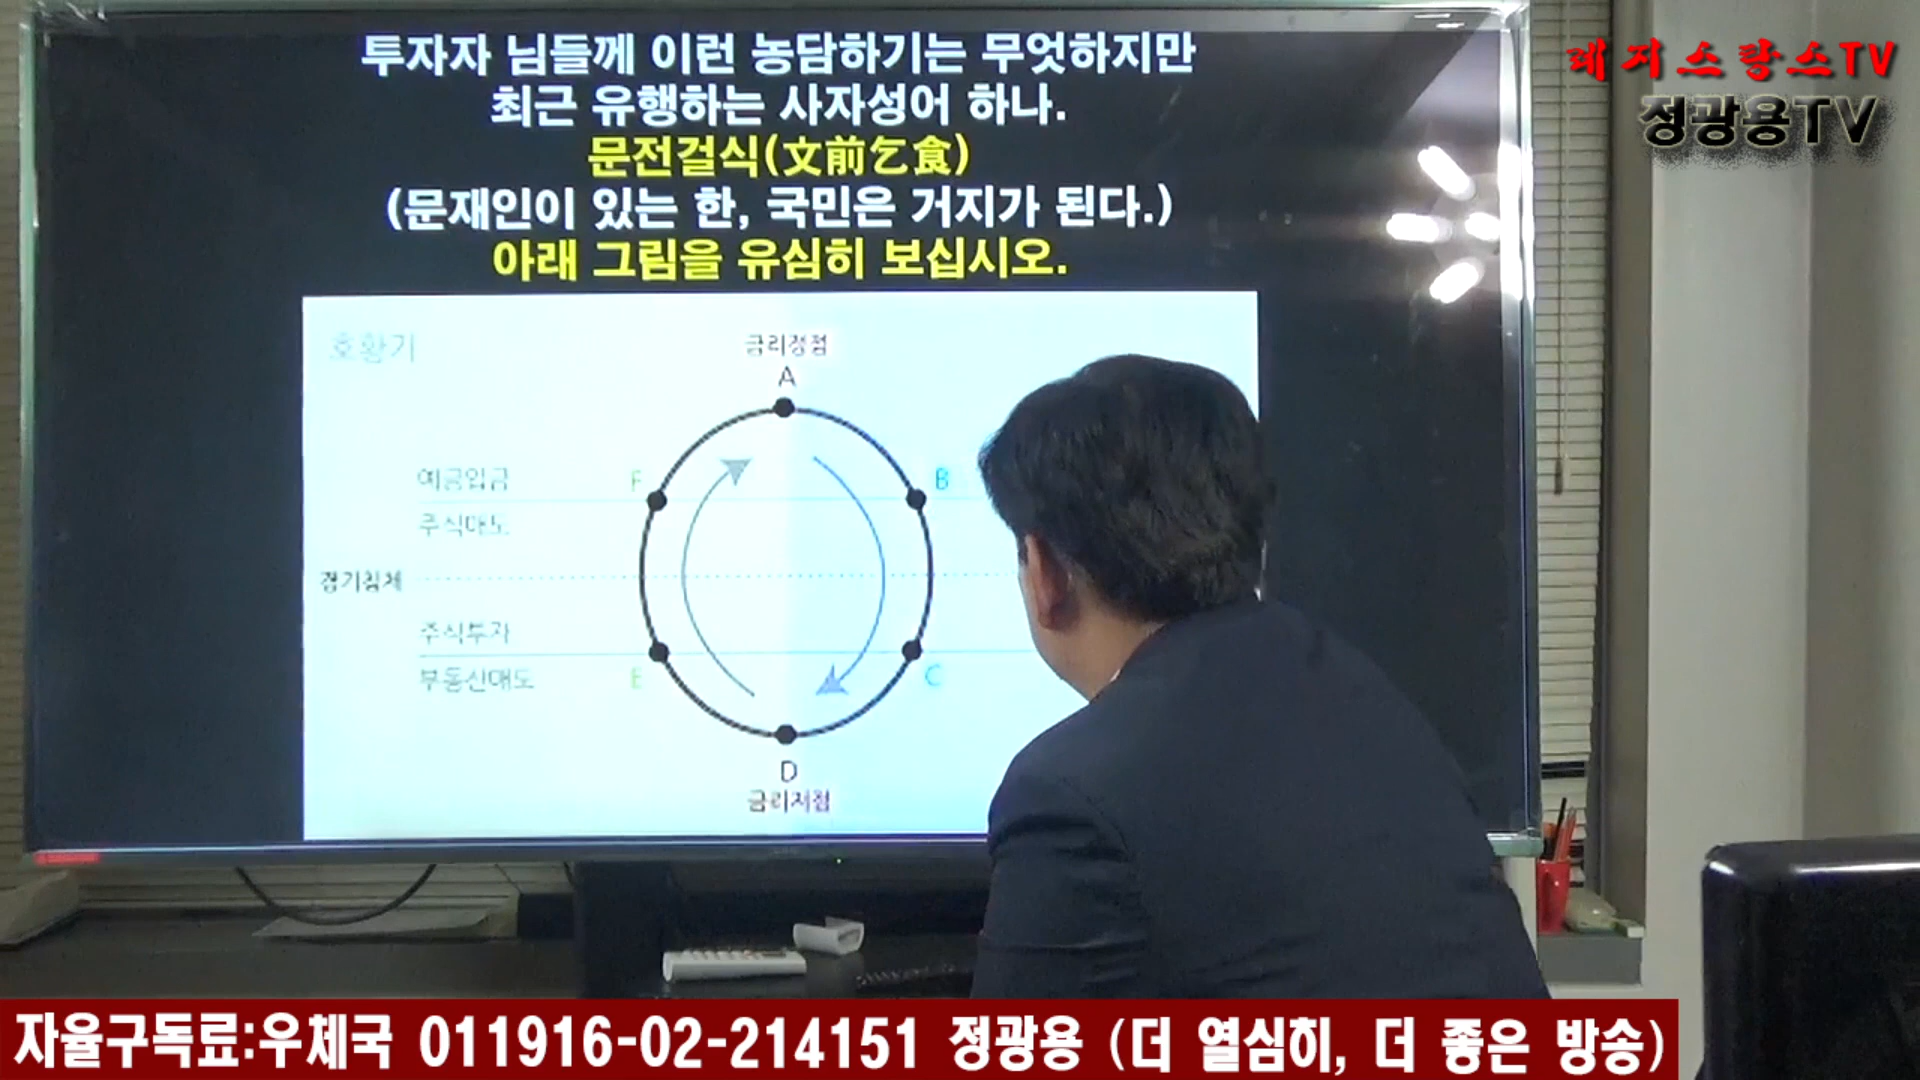 투자자 님들께 이런 농담하기는 무엇하지만
최근 유행하는 사자성어 하나.
문전걸식(文前乞食)
(문재인이 있는 한, 국민은 거지가 된다.)
아래 그림을 유심히 보십시오.
레지스탕스TV
정광용TV
호황기
금리정점
A
예금입금
F
B
주식매도
경기침체
주식투자
부동산매도
E
C
D
금리저점
자율구독료:우체국 011916-02-214151 정광용 (더 열심히, 더 좋은 방송)